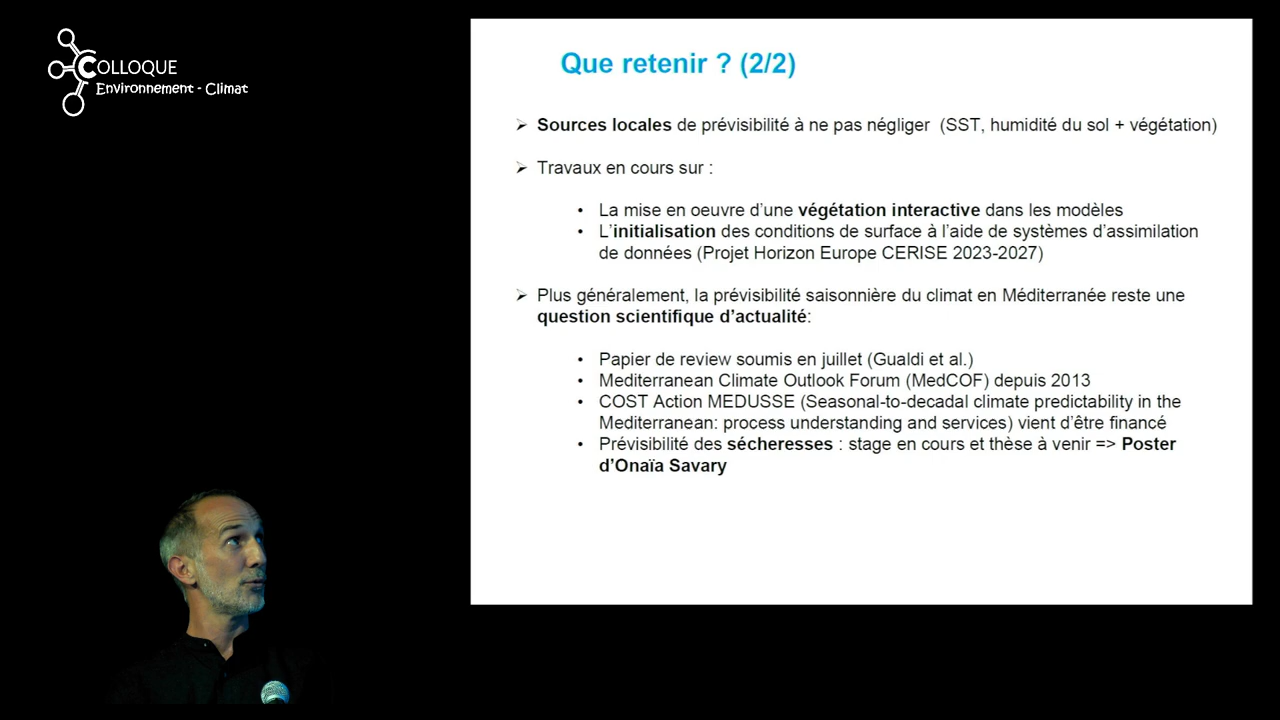 COLLOQUE
Environnement - Climat
Que retenir ? (2/2)
➢ Sources locales de prévisibilité à ne pas négliger (SST, humidité du sol + végétation)
➢ Travaux en cours sur :
• La mise en oeuvre d’une végétation interactive dans les modèles
• L’initialisation des conditions de surface à l’aide de systèmes d’assimilation
de données (Projet Horizon Europe CERISE 2023-2027)
➢ Plus généralement, la prévisibilité saisonnière du climat en Méditerranée reste une
question scientifique d’actualité:
• Papier de review soumis en juillet (Gualdi et al.)
• Mediterranean Climate Outlook Forum (MedCOF) depuis 2013
• COST Action MEDUSSE (Seasonal-to-decadal climate predictability in the
Mediterranean: process understanding and services) vient d’être financé
• Prévisibilité des sécheresses : stage en cours et thèse à venir => Poster
d’Onaïa Savary